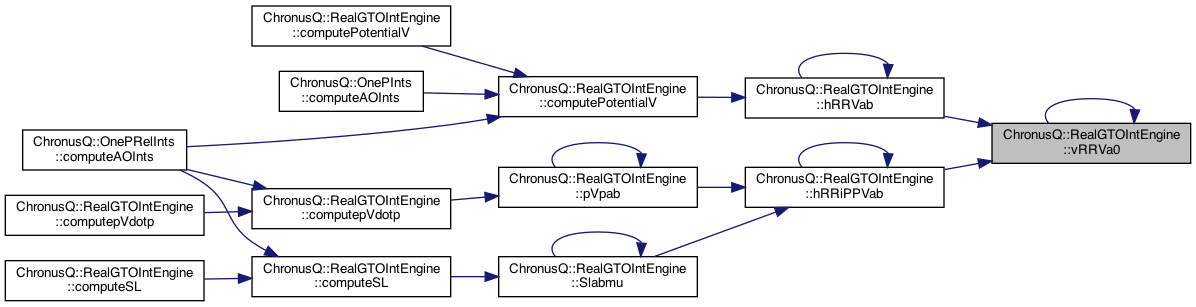 ChronusQ::RealGTOIntEngine
::computePotentialV
ChronusQ::OnePInts
::computeAOInts
ChronusQ::RealGTOIntEngine
::computePotentialV
ChronusQ::RealGTOIntEngine
::hRRVab
ChronusQ::RealGTOIntEngine
::vRRVa0
ChronusQ::OnePRelInts
::computeAOInts
ChronusQ::RealGTOIntEngine
::computepVdotp
ChronusQ::RealGTOIntEngine
::computepVdotp
ChronusQ::RealGTOIntEngine
::pVpab
ChronusQ::RealGTOIntEngine
::hRRiPPVab
ChronusQ::RealGTOIntEngine
::computeSL
ChronusQ::RealGTOIntEngine
::computeSL
ChronusQ::RealGTOIntEngine
::Slabmu